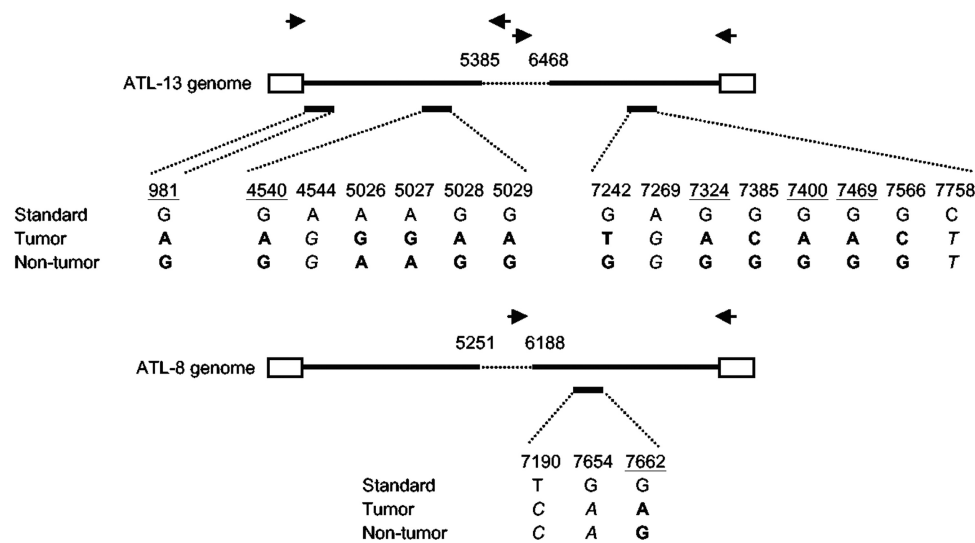 5385 6468
ATL-13 genome
981 4540 4544 5026 5027 5028 5029 7242 7269 7324 7385 7400 7469 7566 7758
Standard G G A A A G G G A G G G G G C
Tumor A A G G G A A T G A C A A C T
Non-tumor G G G A A G G G G G G G G G T
5251 6188
ATL-8 genome
7190 7654 7662
Standard T G G
Tumor C A A
Non-tumor C A G